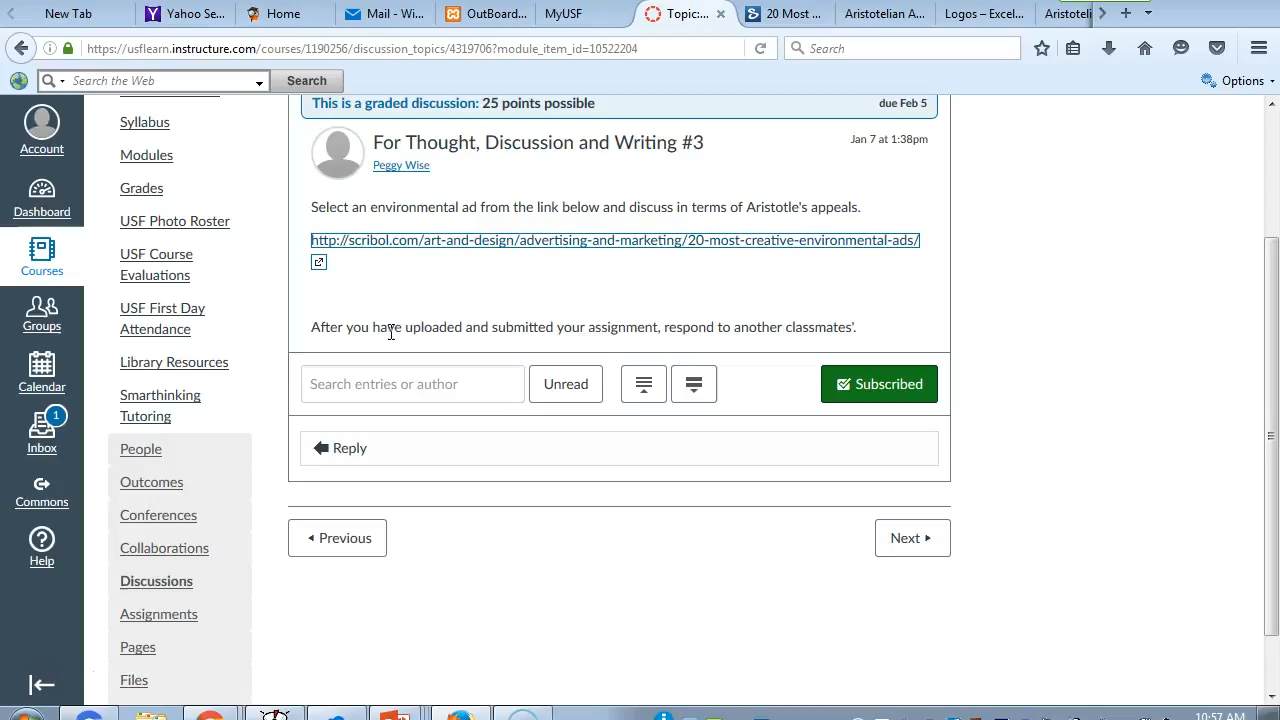 New Tab
Yahoo Se...
Home
Mail - Wi...
OutBoard...
MyUSF
Topic:...
20 Most ...
Aristotelian A...
Logos – Excel...
Aristoteli
https://usflearn.instructure.com/courses/1190256/discussion_topics/4319706?module_item_id=10522204
Search
Search the Web
Search
Options
Account
Dashboard
Courses
Groups
Calendar
1
Inbox
Commons
Help
Syllabus
Modules
Grades
USF Photo Roster
USF Course
Evaluations
USF First Day
Attendance
Library Resources
Smarthinking
Tutoring
People
Outcomes
Conferences
Collaborations
Discussions
Assignments
Pages
Files
This is a graded discussion: 25 points possible
due Feb 5
For Thought, Discussion and Writing #3
Jan 7 at 1:38pm
Peggy Wise
Select an environmental ad from the link below and discuss in terms of Aristotle's appeals.
http://scribol.com/art-and-design/advertising-and-marketing/20-most-creative-environmental-ads/
After you have uploaded and submitted your assignment, respond to another classmates'.
Search entries or author
Unread
Subscribed
Reply
Previous
Next
10:57 AM